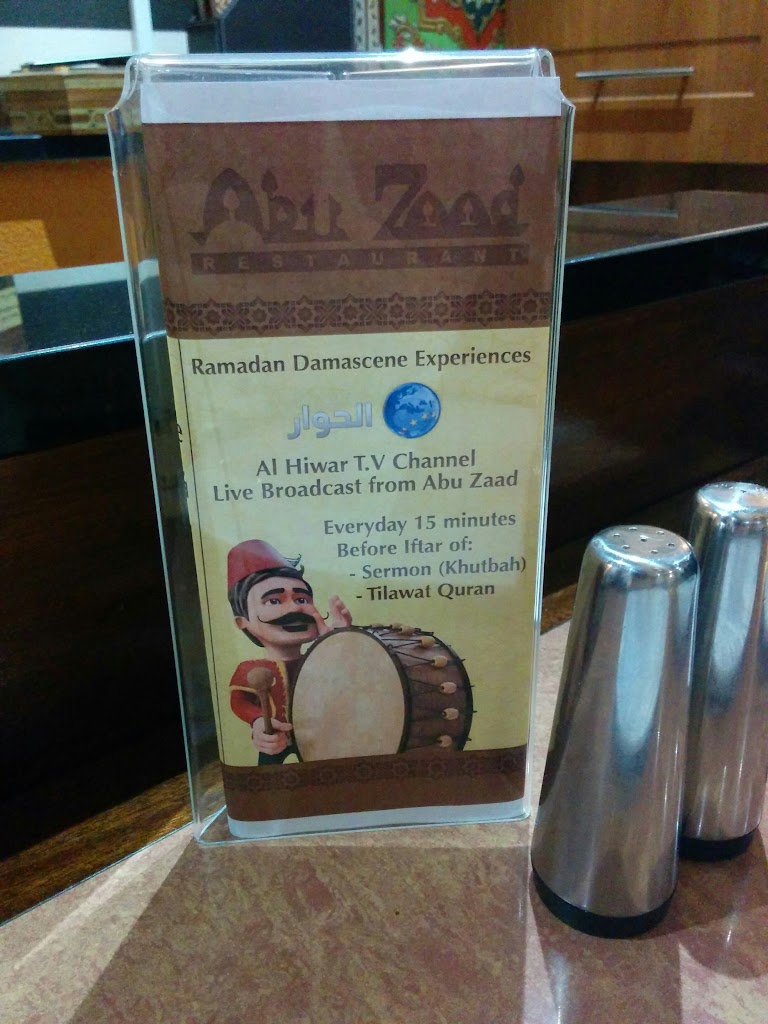 Abu Zaad
RESTAURANT
Ramadan Damascene Experiences
الحوار
Al Hiwar T.V Channel
Live Broadcast from Abu Zaad
Everyday 15 minutes
Before Iftar of:
- Sermon (Khutbah)
- Tilawat Quran